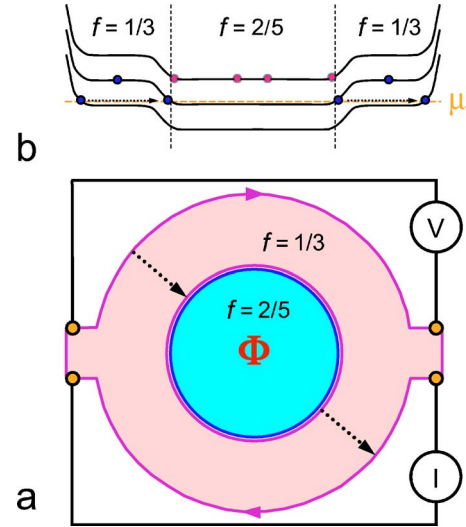 f = 1/3 f = 2/5 f = 1/3
μ
b
V
f = 1/3
f = 2/5
Φ
a
I